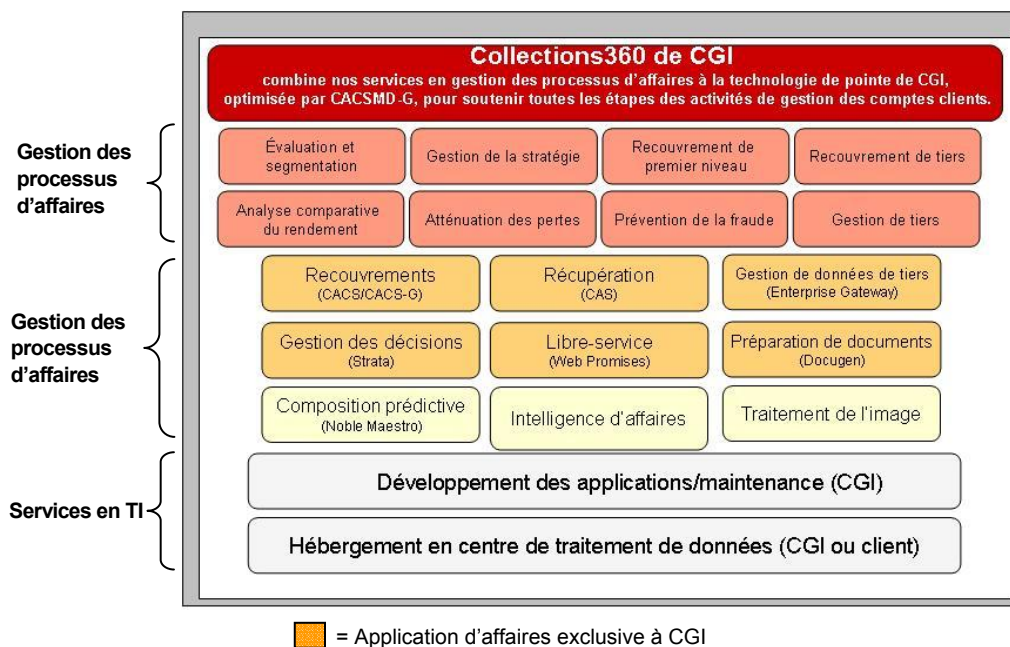 Collections360 de CGI
combine nos services en gestion des processus d'affaires à la technologie de pointe de CGI,
optimisée par CACSMD-G, pour soutenir toutes les étapes des activités de gestion des comptes clients.
Gestion des
processus
d'affaires
Évaluation et
segmentation
Gestion de la stratégie
Recouvrement de
premier niveau
Recouvrement de tiers
Analyse comparative
du rendement
Atténuation des pertes
Prévention de la fraude
Gestion de tiers
Gestion des
processus
d'affaires
Recouvrements
(CACS/CACS-G)
Récupération
(CAS)
Gestion de données de tiers
(Enterprise Gateway)
Gestion des décisions
(Strata)
Libre-service
(Web Promises)
Préparation de documents
(Docugen)
Composition prédictive
(Noble Maestro)
Intelligence d'affaires
Traitement de l'image
Services en TI
Développement des applications/maintenance (CGI)
Hébergement en centre de traitement de données (CGI ou client)
= Application d'affaires exclusive à CGI